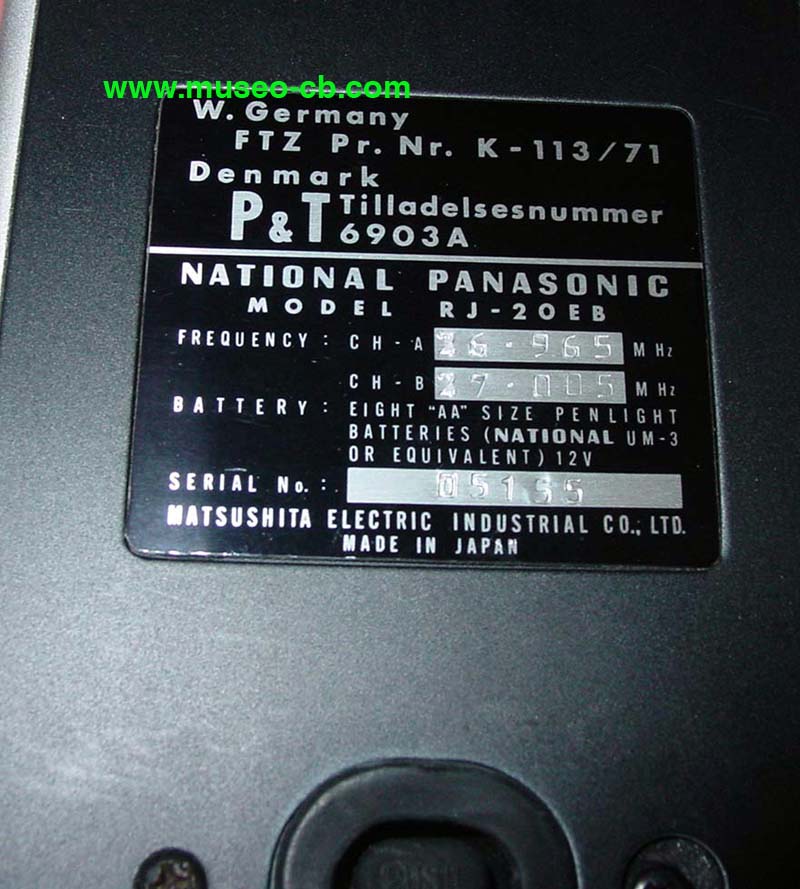 www.museo-cb.com
W. Germany
FTZ Pr. Nr. K-113/71
Denmark
P&T Tilladelsesnummer
6903A
NATIONAL PANASONIC
MODEL RJ-20EB
FREQUENCY: CH-A 26-965 MHz
CH-B 27-005 MHz
BATTERY: EIGHT "AA" SIZE PENLIGHT
BATTERIES (NATIONAL UM-3
OR EQUIVALENT) 12V
SERIAL No.: 05155
MATSUSHITA ELECTRIC INDUSTRIAL CO., LTD.
MADE IN JAPAN